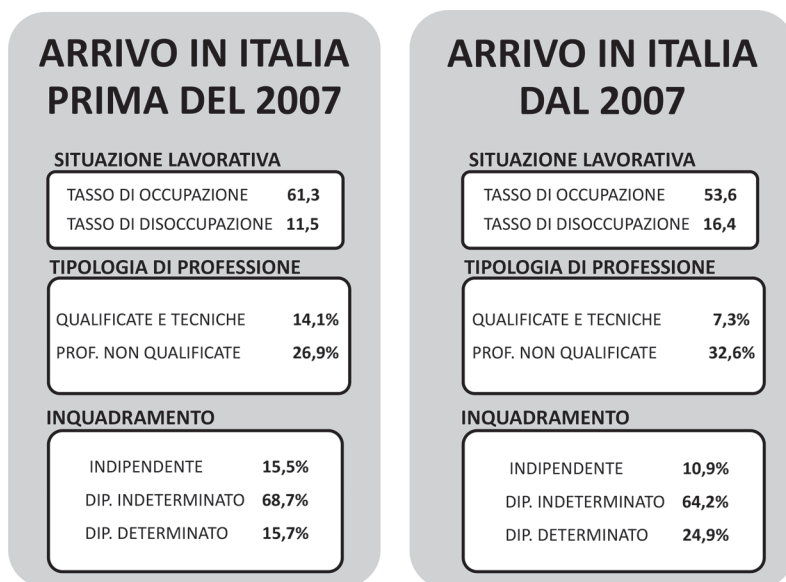 ARRIVO IN ITALIA
PRIMA DEL 2007
SITUAZIONE LAVORATIVA
TASSO DI OCCUPAZIONE 61,3
TASSO DI DISOCCUPAZIONE 11,5
TIPOLOGIA DI PROFESSIONE
QUALIFICATE E TECNICHE 14,1%
PROF. NON QUALIFICATE 26,9%
INQUADRAMENTO
INDIPENDENTE 15,5%
DIP. INDETERMINATO 68,7%
DIP. DETERMINATO 15,7%
ARRIVO IN ITALIA
DAL 2007
SITUAZIONE LAVORATIVA
TASSO DI OCCUPAZIONE 53,6
TASSO DI DISOCCUPAZIONE 16,4
TIPOLOGIA DI PROFESSIONE
QUALIFICATE E TECNICHE 7,3%
PROF. NON QUALIFICATE 32,6%
INQUADRAMENTO
INDIPENDENTE 10,9%
DIP. INDETERMINATO 64,2%
DIP. DETERMINATO 24,9%